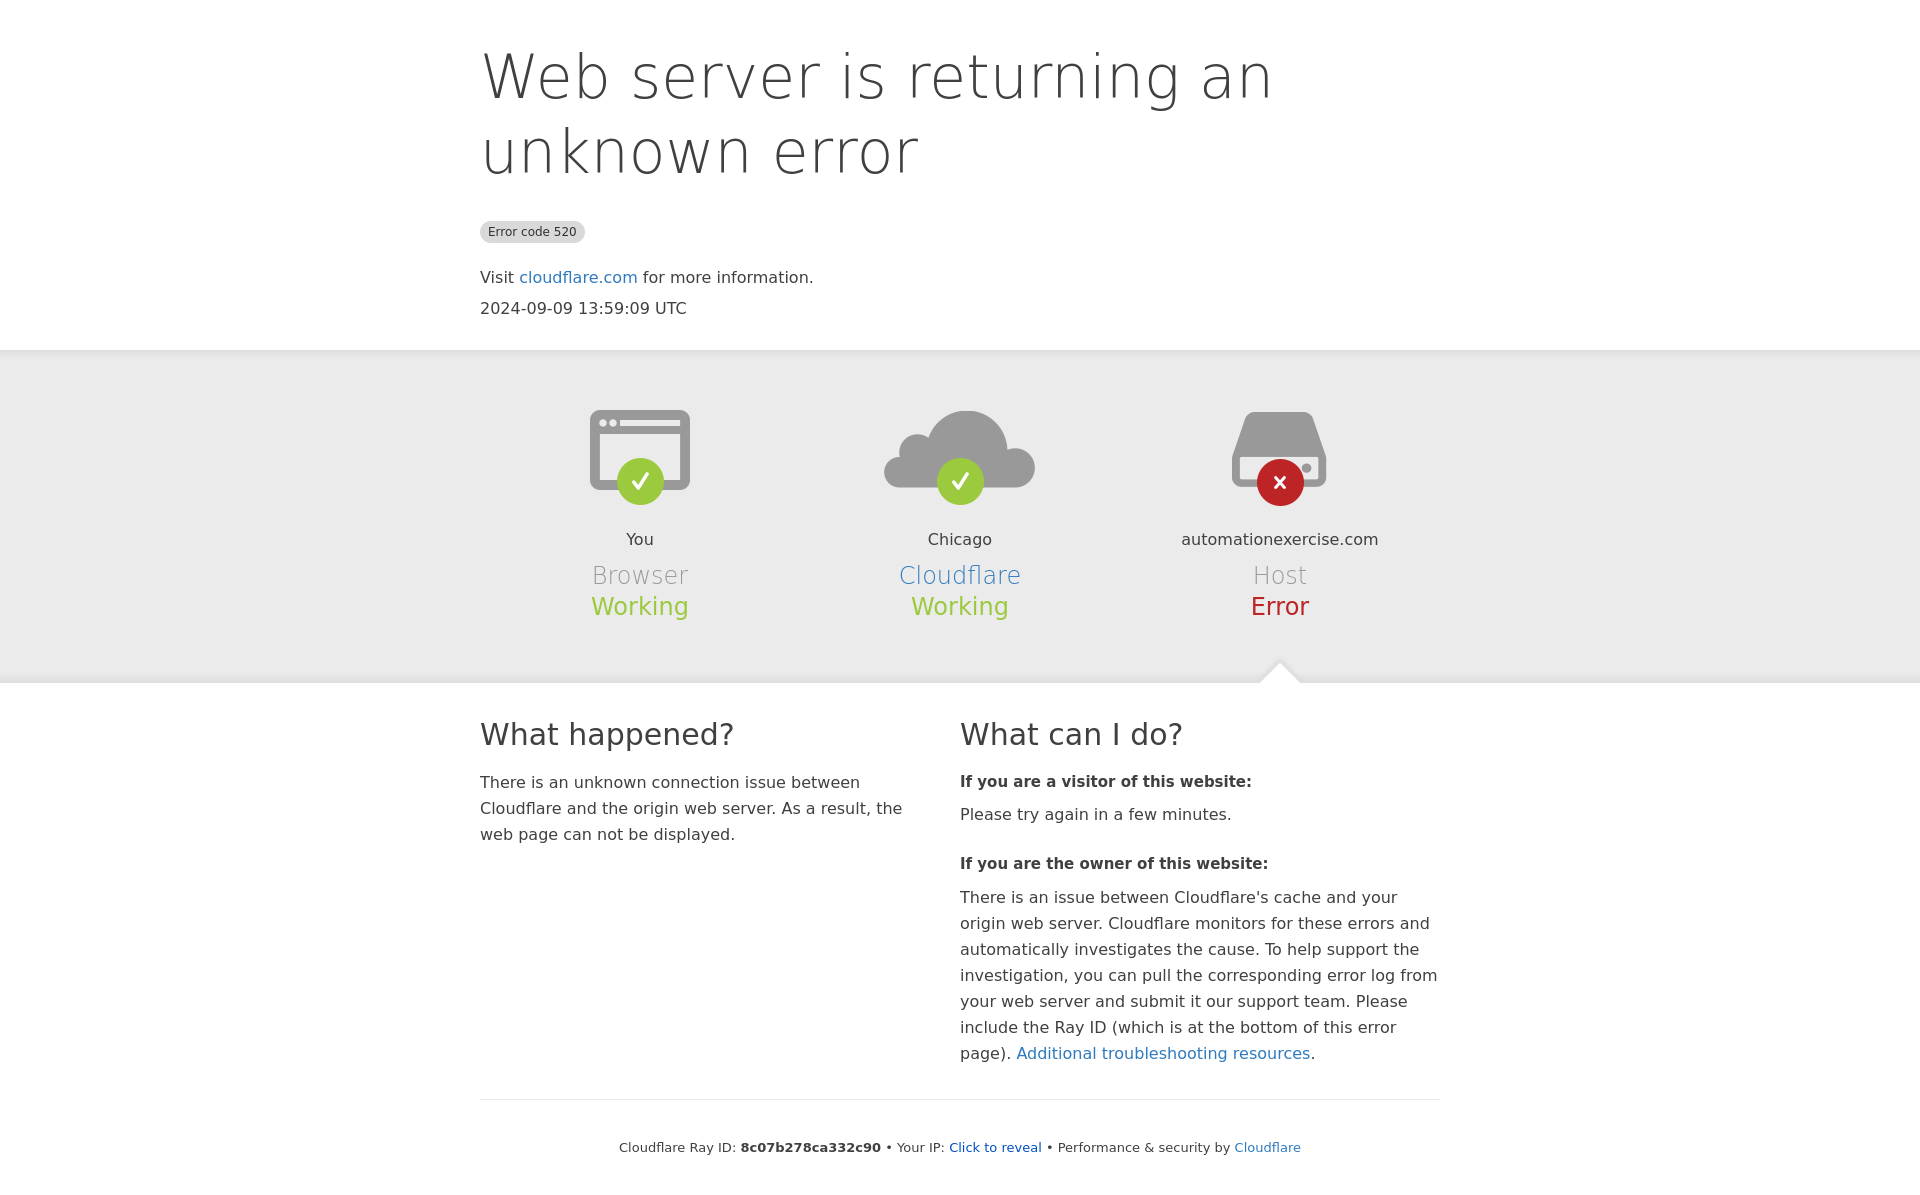 Web server is returning an
unknown error
Error code 520
Visit cloudflare.com for more information.
2024-09-09 13:59:09 UTC
You
Browser
Working
Chicago
Cloudflare
Working
automationexercise.com
Host
Error
What happened?
There is an unknown connection issue between
Cloudflare and the origin web server. As a result, the
web page can not be displayed.
What can I do?
If you are a visitor of this website:
Please try again in a few minutes.
If you are the owner of this website:
There is an issue between Cloudflare's cache and your
origin web server. Cloudflare monitors for these errors and
automatically investigates the cause. To help support the
investigation, you can pull the corresponding error log from
your web server and submit it our support team. Please
include the Ray ID (which is at the bottom of this error
page). Additional troubleshooting resources.
Cloudflare Ray ID: 8c07b278ca332c90 • Your IP: Click to reveal • Performance & security by Cloudflare